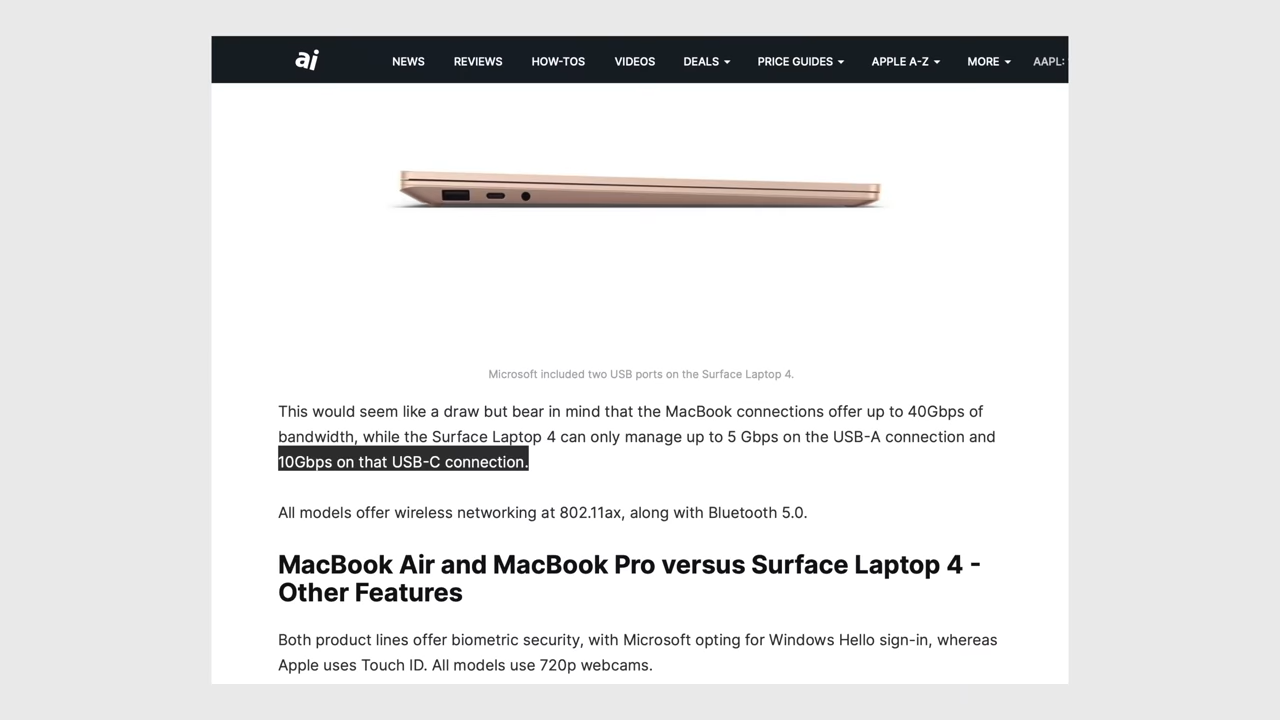 ai NEWS REVIEWS HOW-TOS VIDEOS DEALS PRICE GUIDES APPLE A-Z MORE AAPL:
Microsoft included two USB ports on the Surface Laptop 4.
This would seem like a draw but bear in mind that the MacBook connections offer up to 40Gbps of
bandwidth, while the Surface Laptop 4 can only manage up to 5 Gbps on the USB-A connection and
10Gbps on that USB-C connection.
All models offer wireless networking at 802.11ax, along with Bluetooth 5.0.
MacBook Air and MacBook Pro versus Surface Laptop 4 -
Other Features
Both product lines offer biometric security, with Microsoft opting for Windows Hello sign-in, whereas
Apple uses Touch ID. All models use 720p webcams.